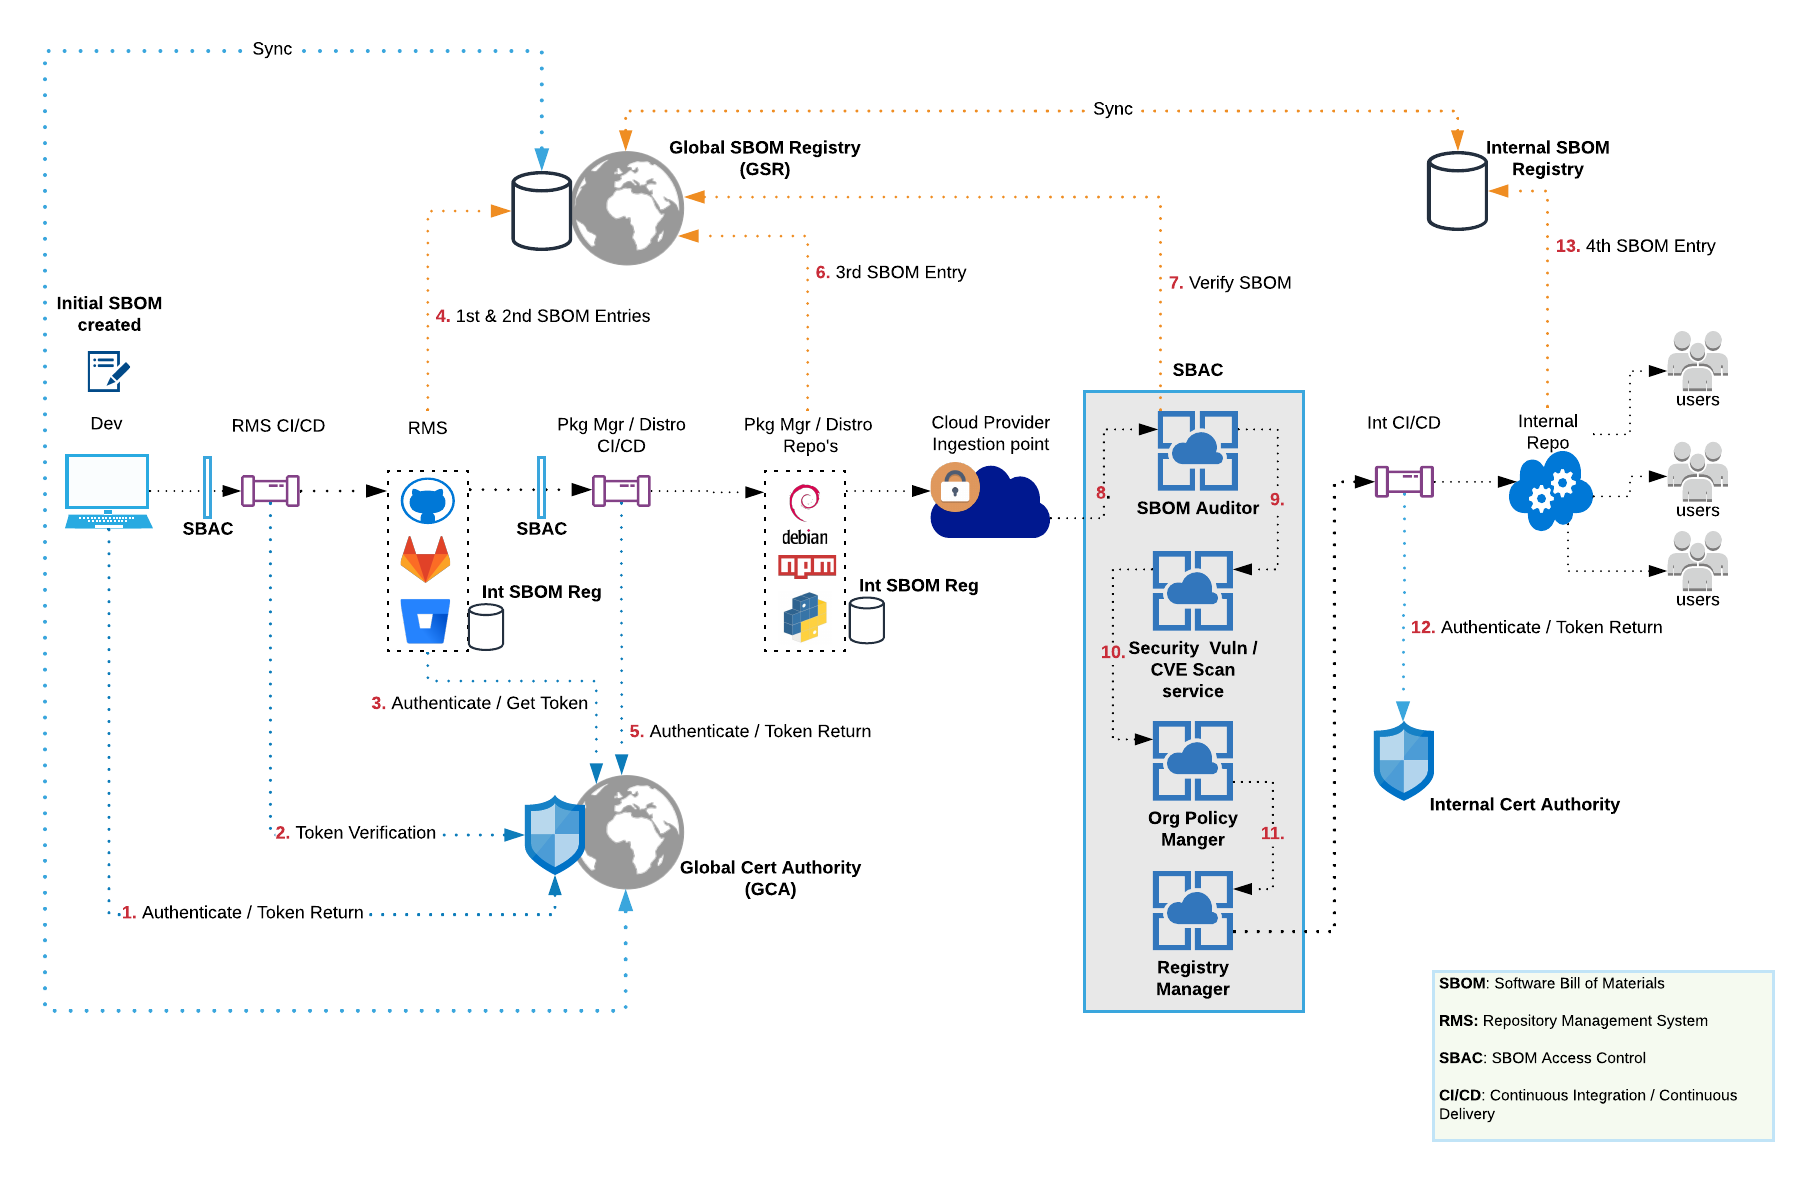 Sync
Sync
Global SBOM Registry
(GSR)
Internal SBOM
Registry
13. 4th SBOM Entry
6. 3rd SBOM Entry
7. Verify SBOM
Initial SBOM
created
4. 1st & 2nd SBOM Entries
SBAC
Dev
RMS CI/CD
RMS
Pkg Mgr / Distro
CI/CD
Pkg Mgr / Distro
Repo's
Cloud Provider
Ingestion point
Int CI/CD
Internal
Repo
users
users
users
SBAC
SBAC
debian
npm
Int SBOM Reg
Int SBOM Reg
8.
SBOM Auditor
9.
10.
Security Vuln /
CVE Scan
service
12. Authenticate / Token Return
3. Authenticate / Get Token
5. Authenticate / Token Return
Org Policy
Manger
11.
Internal Cert Authority
2. Token Verification
Global Cert Authority
(GCA)
1. Authenticate / Token Return
Registry
Manager
SBOM: Software Bill of Materials
RMS: Repository Management System
SBAC: SBOM Access Control
CI/CD: Continuous Integration / Continuous
Delivery